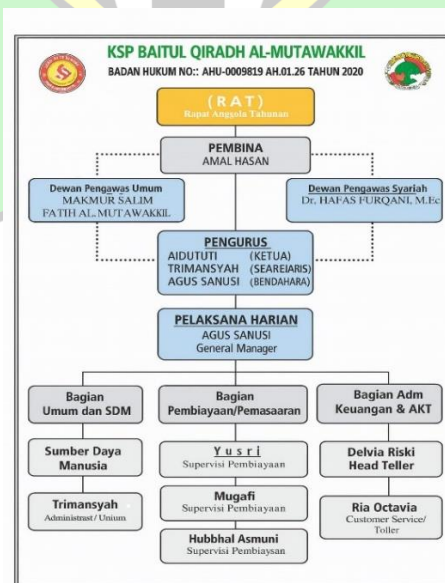 KSP BAITUL QIRADH AL-MUTAWAKKIL
BADAN HUKUM NO:: AHU-0009819 AH.01.26 TAHUN 2020
(RAT)
Rapat Anggola Tahunan
PEMBINA
AMAL HASAN
Dewan Pengawas Umum
MAKMUR SALIM
FATIH AL. MUTAWAKKIL
Dewan Pengawas Syariah
Dr, HAFAS FURQANI, M.Ec
PENGURUS
AIDUTUTI (KETUA)
TRIMANSYAH (SEAREIARIS)
AGUS SANUSI (BENDAHARA)
PELAKSANA HARIAN
AGUS SANUSI
General Manager
Bagian
Umum dan SDM
Bagian
Pembiayaan/Pemasaaran
Bagian Adm
Keuangan & AKT
Sumber Daya
Manusia
Yusri
Supervisi Pembiayaan
Delvia Riski
Head Teller
Trimansyah
Administrast/ Unium
Mugafi
Supervisi Pembiayaan
Ria Octavia
Customer Service/
Toller
Hubbhal Asmuni
Supervisi Pembiaysan